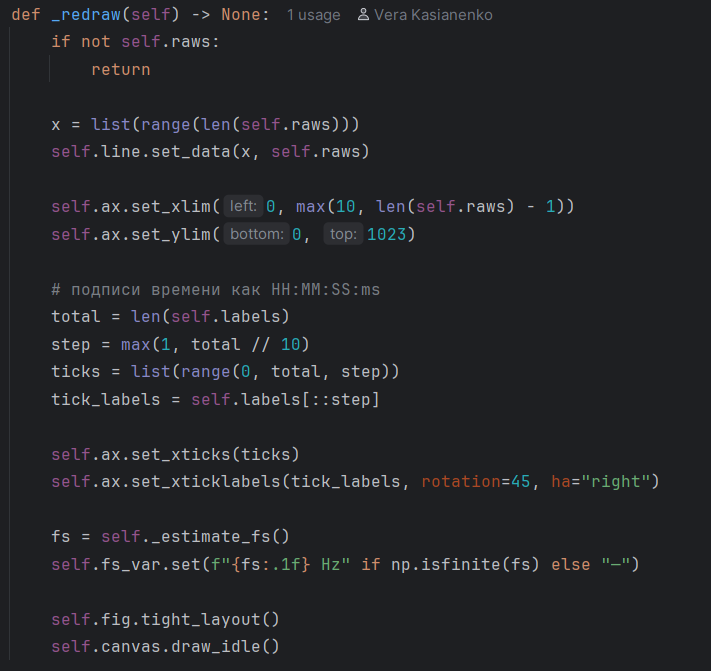 def _redraw(self) -> None: 1 usage Vera Kasianenko
    if not self.raws:
        return
    x = list(range(len(self.raws)))
    self.line.set_data(x, self.raws)
    self.ax.set_xlim( left: 0, max(10, len(self.raws) - 1))
    self.ax.set_ylim( bottom: 0, top: 1023)
    # подписи времени как HH:MM:SS:ms
    total = len(self.labels)
    step = max(1, total // 10)
    ticks = list(range(0, total, step))
    tick_labels = self.labels[::step]
    self.ax.set_xticks(ticks)
    self.ax.set_xticklabels(tick_labels, rotation=45, ha="right")
    fs = self._estimate_fs()
    self.fs_var.set(f"{fs:.1f} Hz" if np.isfinite(fs) else "—")
    self.fig.tight_layout()
    self.canvas.draw_idle()